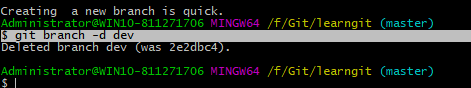 Creating  a new branch is quick.
Administrator@WIN10-811271706 MINGW64 /f/Git/learngit (master)
$ git branch -d dev
Deleted branch dev (was 2e2dbc4).
Administrator@WIN10-811271706 MINGW64 /f/Git/learngit (master)
$